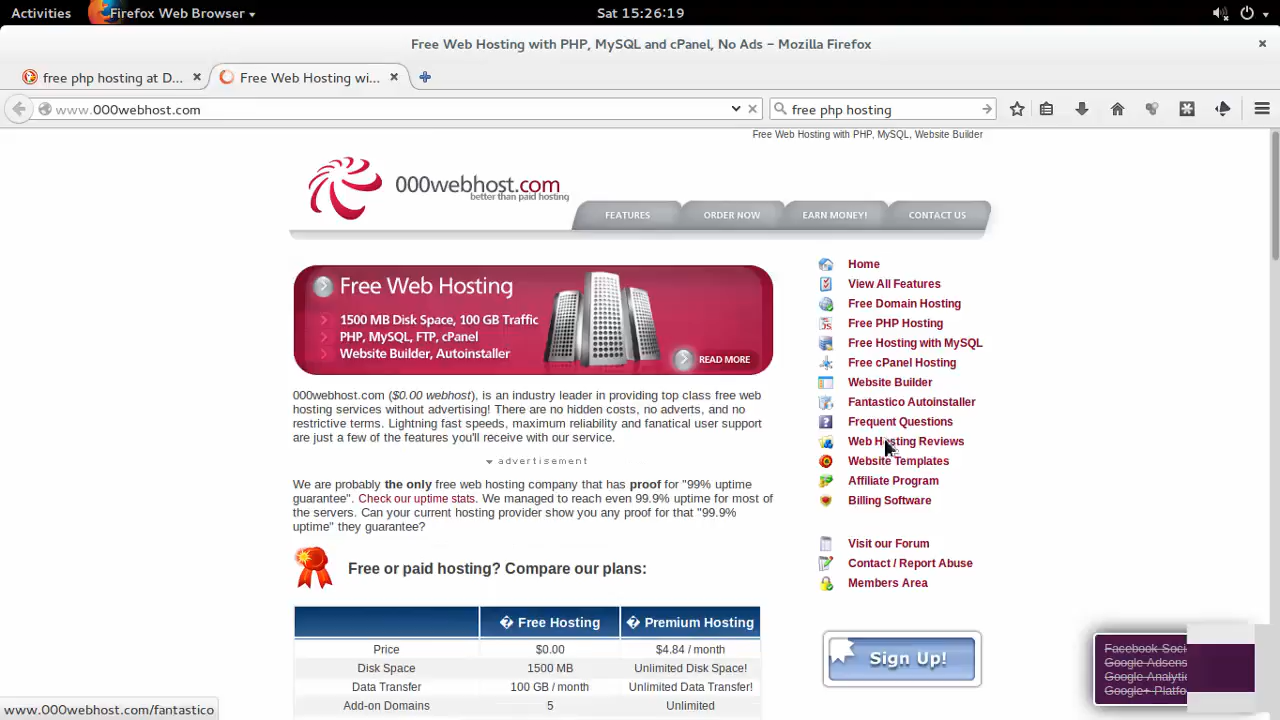 Activities Firefox Web Browser Sat 15:26:19
Free Web Hosting with PHP, MySQL and cPanel, No Ads – Mozilla Firefox
free php hosting at D... Free Web Hosting wi...
www.000webhost.com free php hosting
Free Web Hosting with PHP, MySQL, Website Builder
000webhost.com
better than paid hosting
FEATURES ORDER NOW EARN MONEY! CONTACT US
Free Web Hosting
1500 MB Disk Space, 100 GB Traffic
PHP, MySQL, FTP, cPanel
Website Builder, Autoinstaller
READ MORE
000webhost.com ($0.00 webhost), is an industry leader in providing top class free web
hosting services without advertising! There are no hidden costs, no adverts, and no
restrictive terms. Lightning fast speeds, maximum reliability and fanatical user support
are just a few of the features you'll receive with our service.
advertisement
We are probably the only free web hosting company that has proof for "99% uptime
guarantee". Check our uptime stats. We managed to reach even 99.9% uptime for most of
the servers. Can your current hosting provider show you any proof for that "99.9%
uptime" they guarantee?
Free or paid hosting? Compare our plans:
� Free Hosting � Premium Hosting
Price $0.00 $4.84 / month
Disk Space 1500 MB Unlimited Disk Space!
Data Transfer 100 GB / month Unlimited Data Transfer!
Add-on Domains 5 Unlimited
Home
View All Features
Free Domain Hosting
Free PHP Hosting
Free Hosting with MySQL
Free cPanel Hosting
Website Builder
Fantastico Autoinstaller
Frequent Questions
Web Hosting Reviews
Website Templates
Affiliate Program
Billing Software
Visit our Forum
Contact / Report Abuse
Members Area
Sign Up!
Facebook Soci
Google Adsens
Google Analytic
Google+ Platfo
www.000webhost.com/fantastico